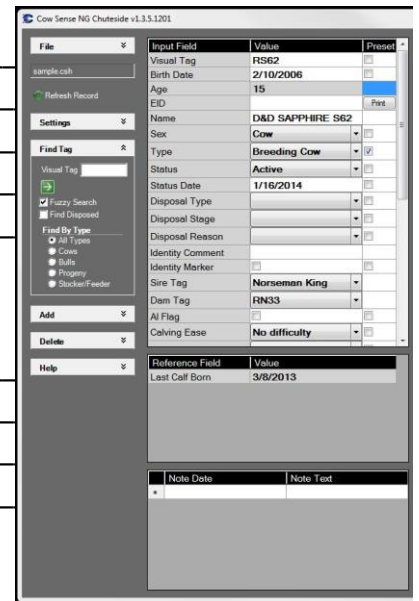 Cow Sense NG Chuteside v1.3.5.1201
File
sample.csh
Refresh Record
Settings
Find Tag
Visual Tag
Fuzzy Search
Find Disposed
Find By Type
All Types
Cows
Bulls
Progeny
Stocker/Feeder
Add
Delete
Help
Input Field Value Preset
Visual Tag RS62
Birth Date 2/10/2006
Age 15
EID Print
Name D&D SAPPHIRE S62
Sex Cow
Type Breeding Cow
Status Active
Status Date 1/16/2014
Disposal Type
Disposal Stage
Disposal Reason
Identity Comment
Identity Marker
Sire Tag Norseman King
Dam Tag RN33
AI Flag
Calving Ease No difficulty
Reference Field Value
Last Calf Born 3/8/2013
Note Date Note Text